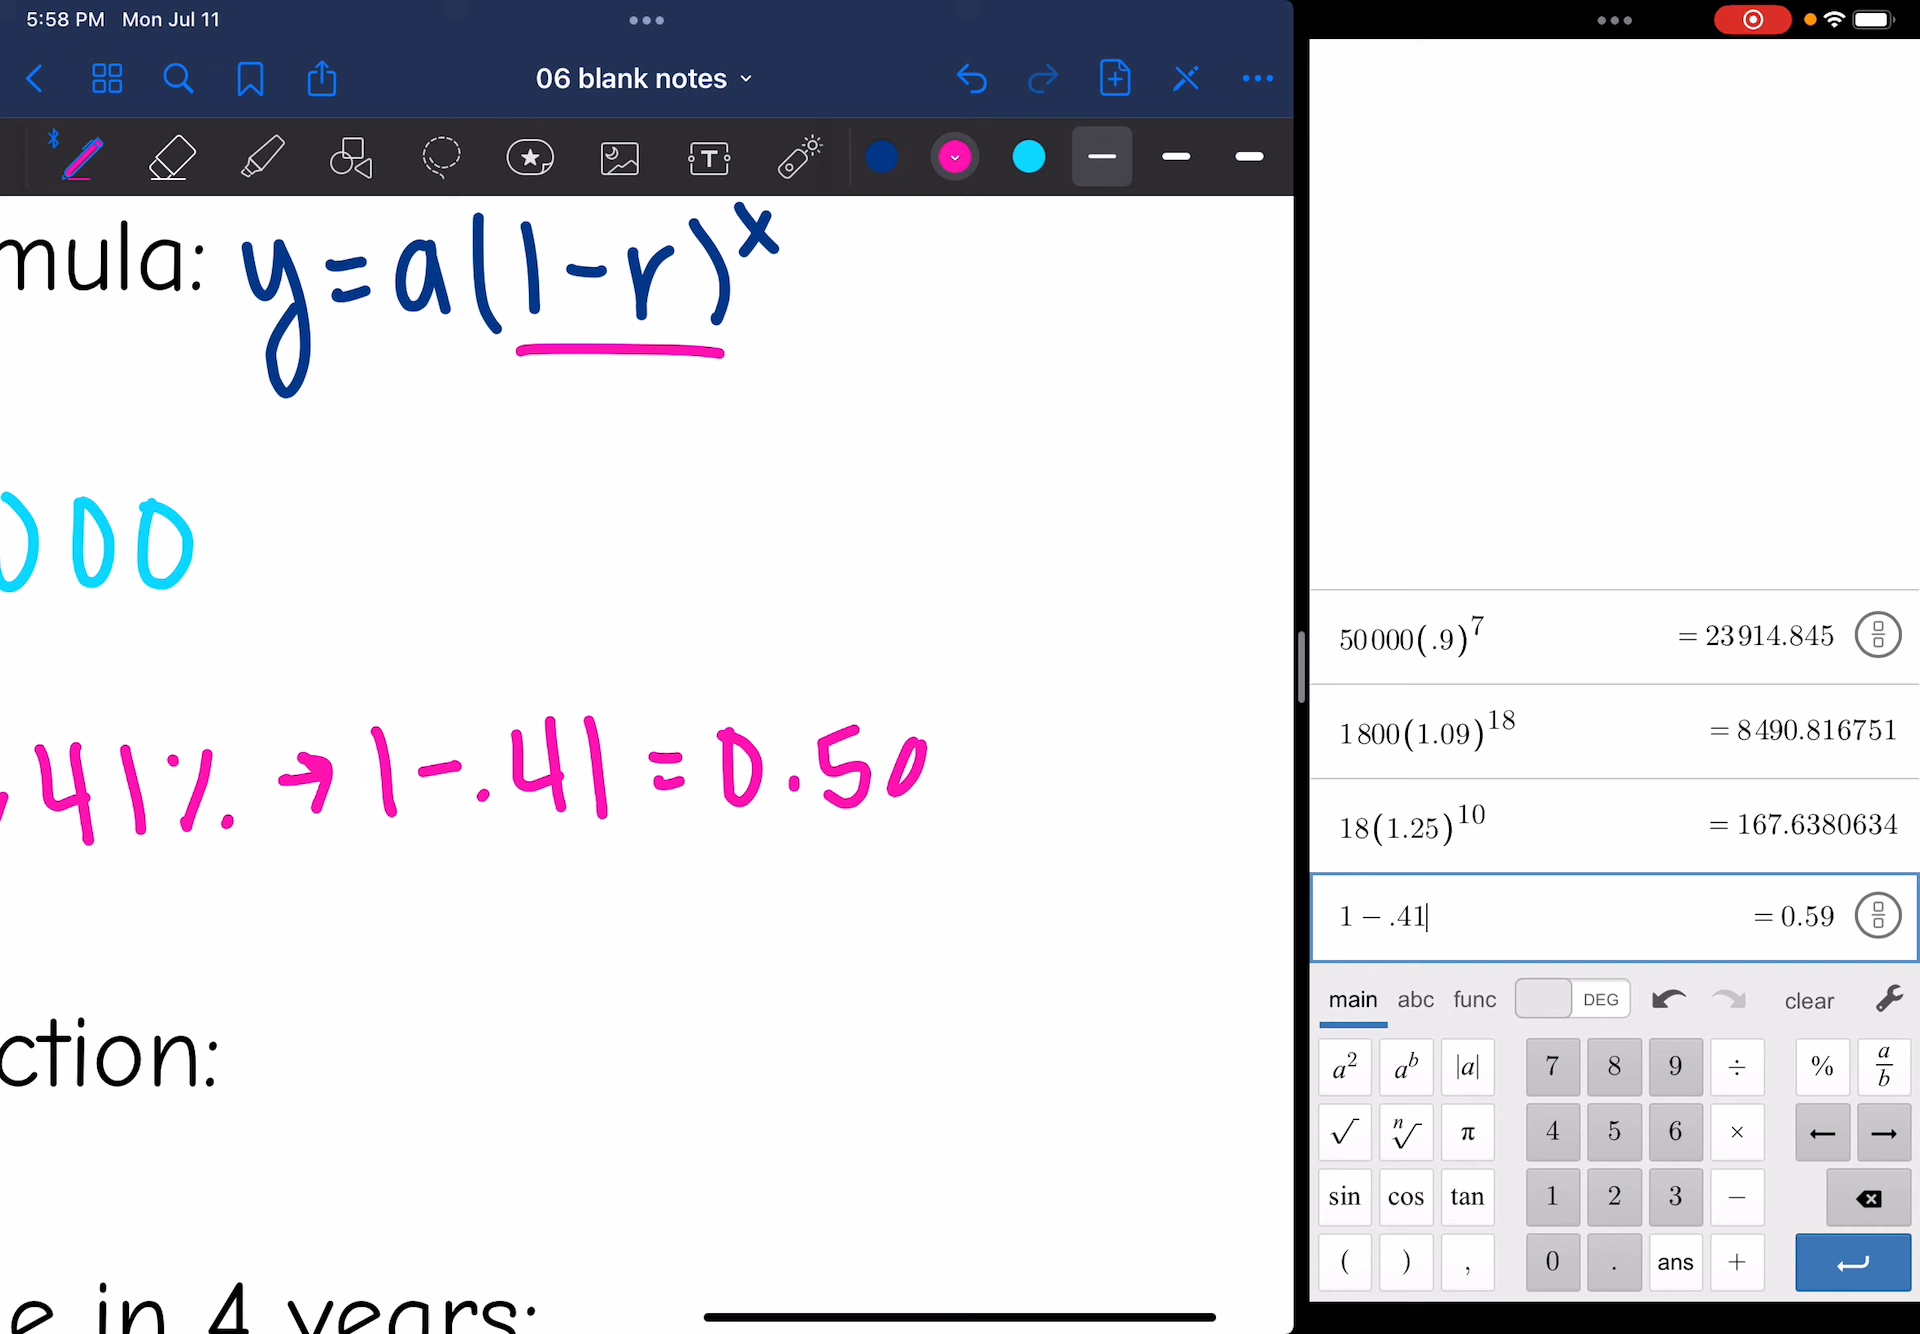 5:58 PM Mon Jul 11
06 blank notes
mula: y=a(1-r)^x
000
41% → 1-.41 = 0.50
ction:
e in 4 years:
50000(.9)^7 = 23914.845
1800(1.09)^18 = 8490.816751
18(1.25)^10 = 167.6380634
1 - .41 = 0.59
main abc func DEG clear
a² a^b |a| 7 8 9 ÷ % a/b
√ ⁿ√ π 4 5 6 × ← →
sin cos tan 1 2 3 −
( ) , 0 . ans +